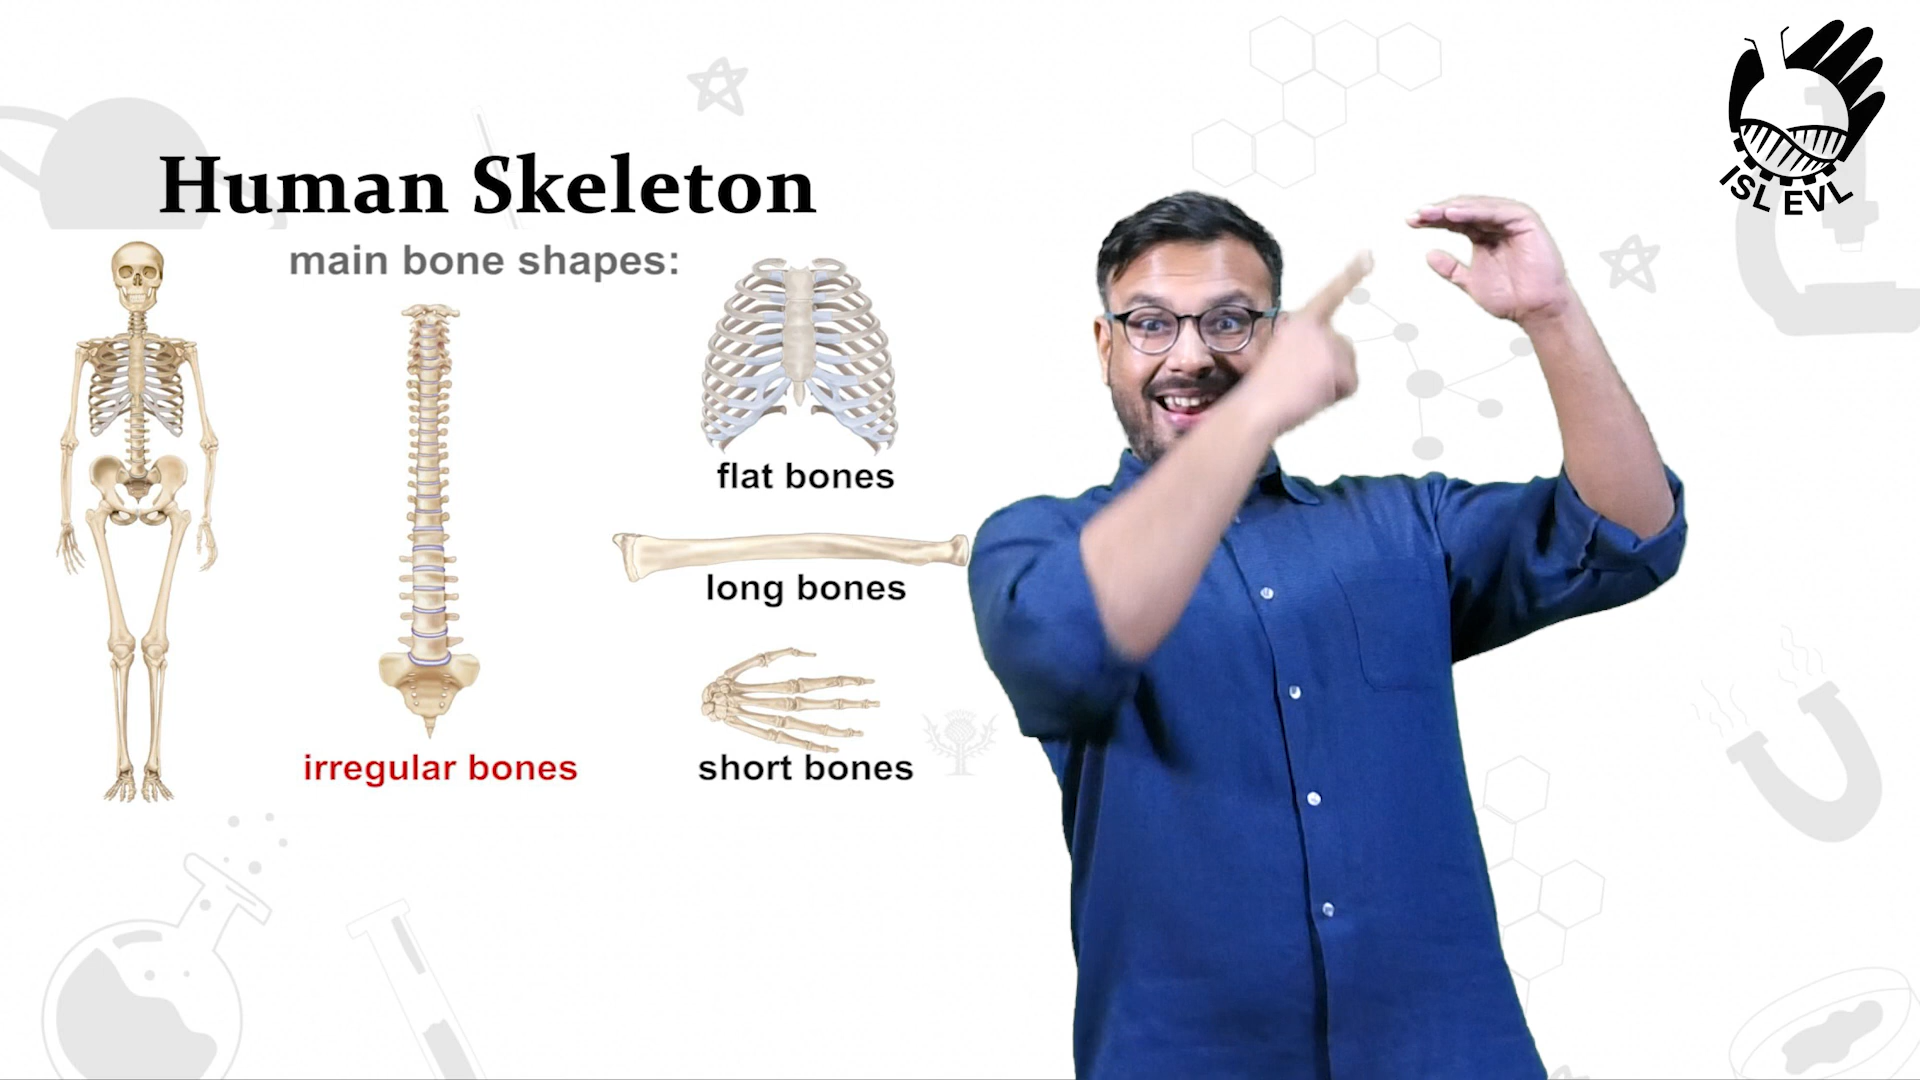 Human Skeleton
main bone shapes:
flat bones
long bones
irregular bones
short bones
ISL EVL